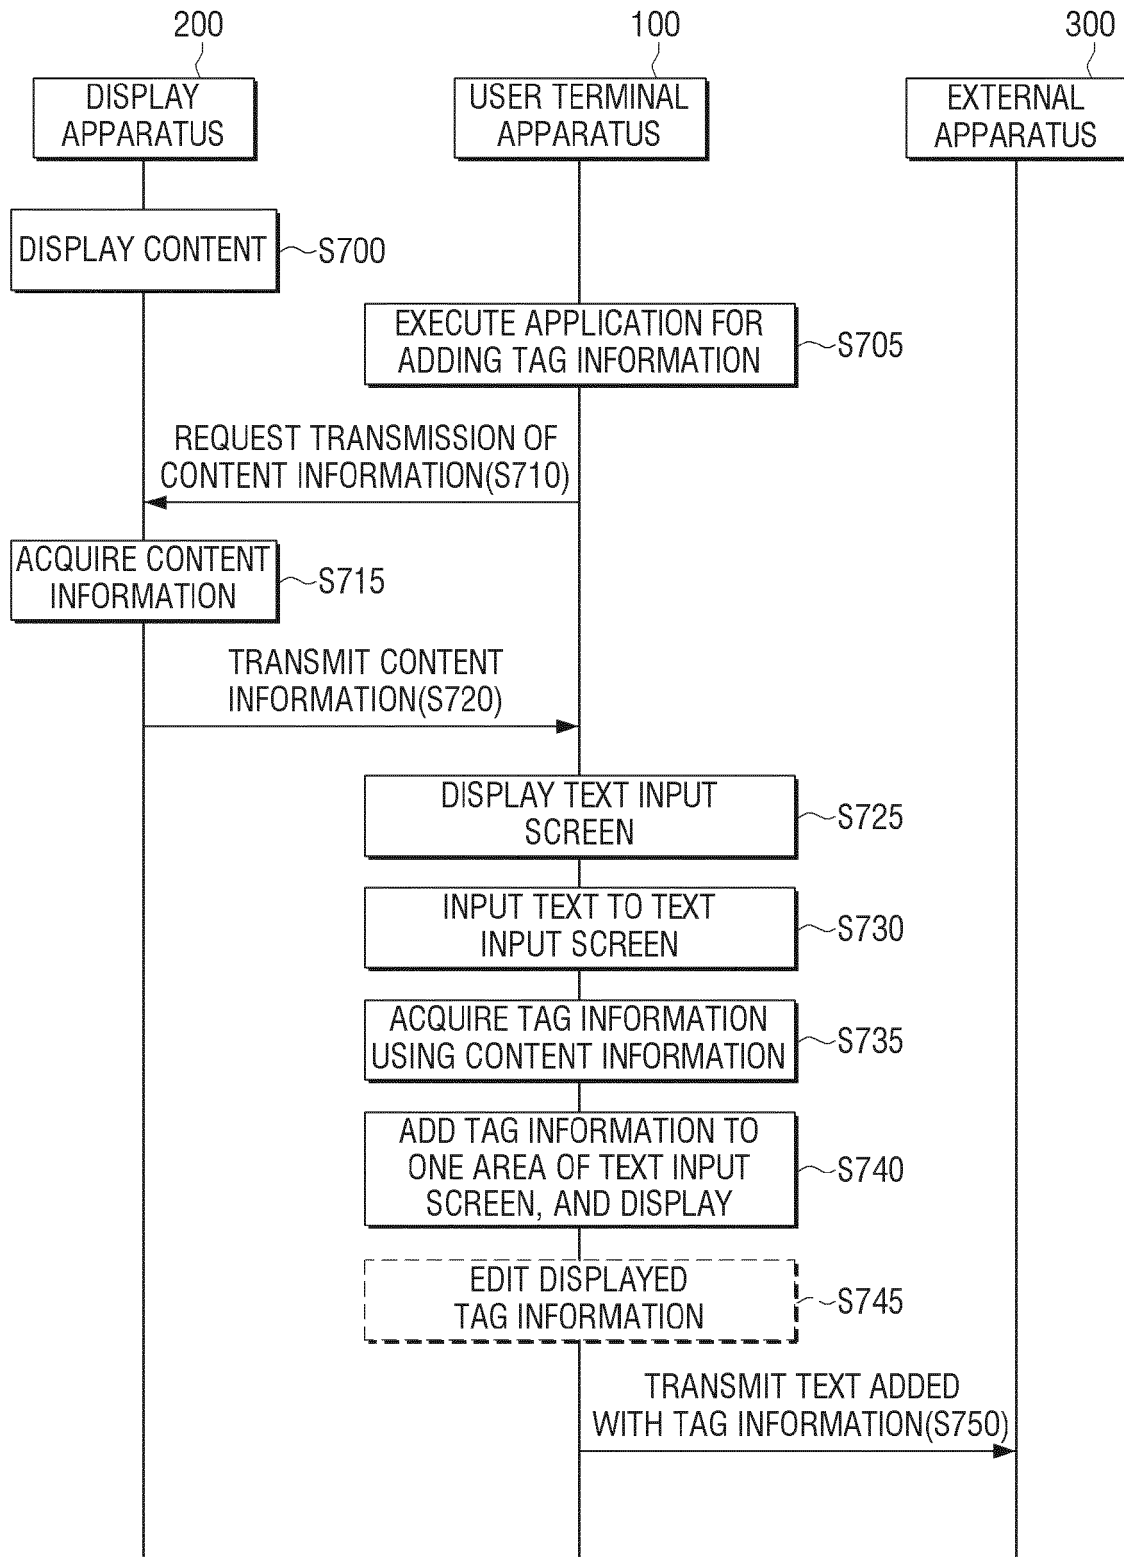 200
100
300
DISPLAY
APPARATUS
USER TERMINAL
APPARATUS
EXTERNAL
APPARATUS
DISPLAY CONTENT
S700
EXECUTE APPLICATION FOR
ADDING TAG INFORMATION
S705
REQUEST TRANSMISSION OF
CONTENT INFORMATION(S710)
ACQUIRE CONTENT
INFORMATION
S715
TRANSMIT CONTENT
INFORMATION(S720)
DISPLAY TEXT INPUT
SCREEN
S725
INPUT TEXT TO TEXT
INPUT SCREEN
S730
ACQUIRE TAG INFORMATION
USING CONTENT INFORMATION
S735
ADD TAG INFORMATION TO
ONE AREA OF TEXT INPUT
SCREEN, AND DISPLAY
S740
EDIT DISPLAYED
TAG INFORMATION
S745
TRANSMIT TEXT ADDED
WITH TAG INFORMATION(S750)